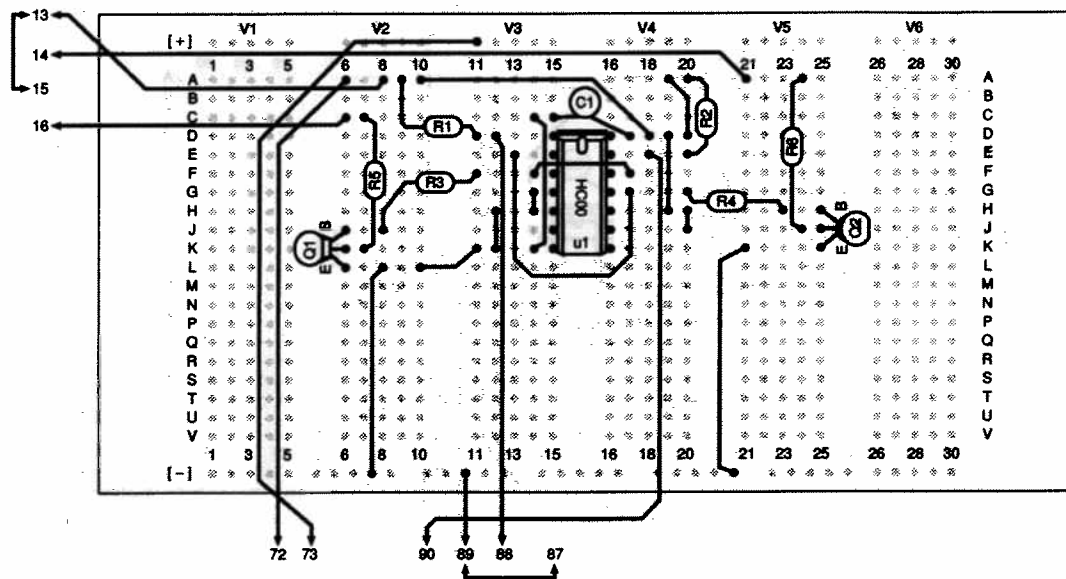 13
V1 V2 V3 V4 V5 V6
[+]
14
1 3 5 6 8 10 11 13 15 16 18 20 21 23 25 26 28 30
A A
15
B B
C1
C C
16
R1 R2
D D
E E
R6
F F
R5 R3 HC00
G G
R4
H B H
J B Q2 J
Q1 u1
K E K
L E L
M M
N N
P P
Q Q
R R
S S
T T
U U
V V
1 3 5 6 8 10 11 13 15 16 18 20 21 23 25 26 28 30
[-]
72 73 90 89 88 87